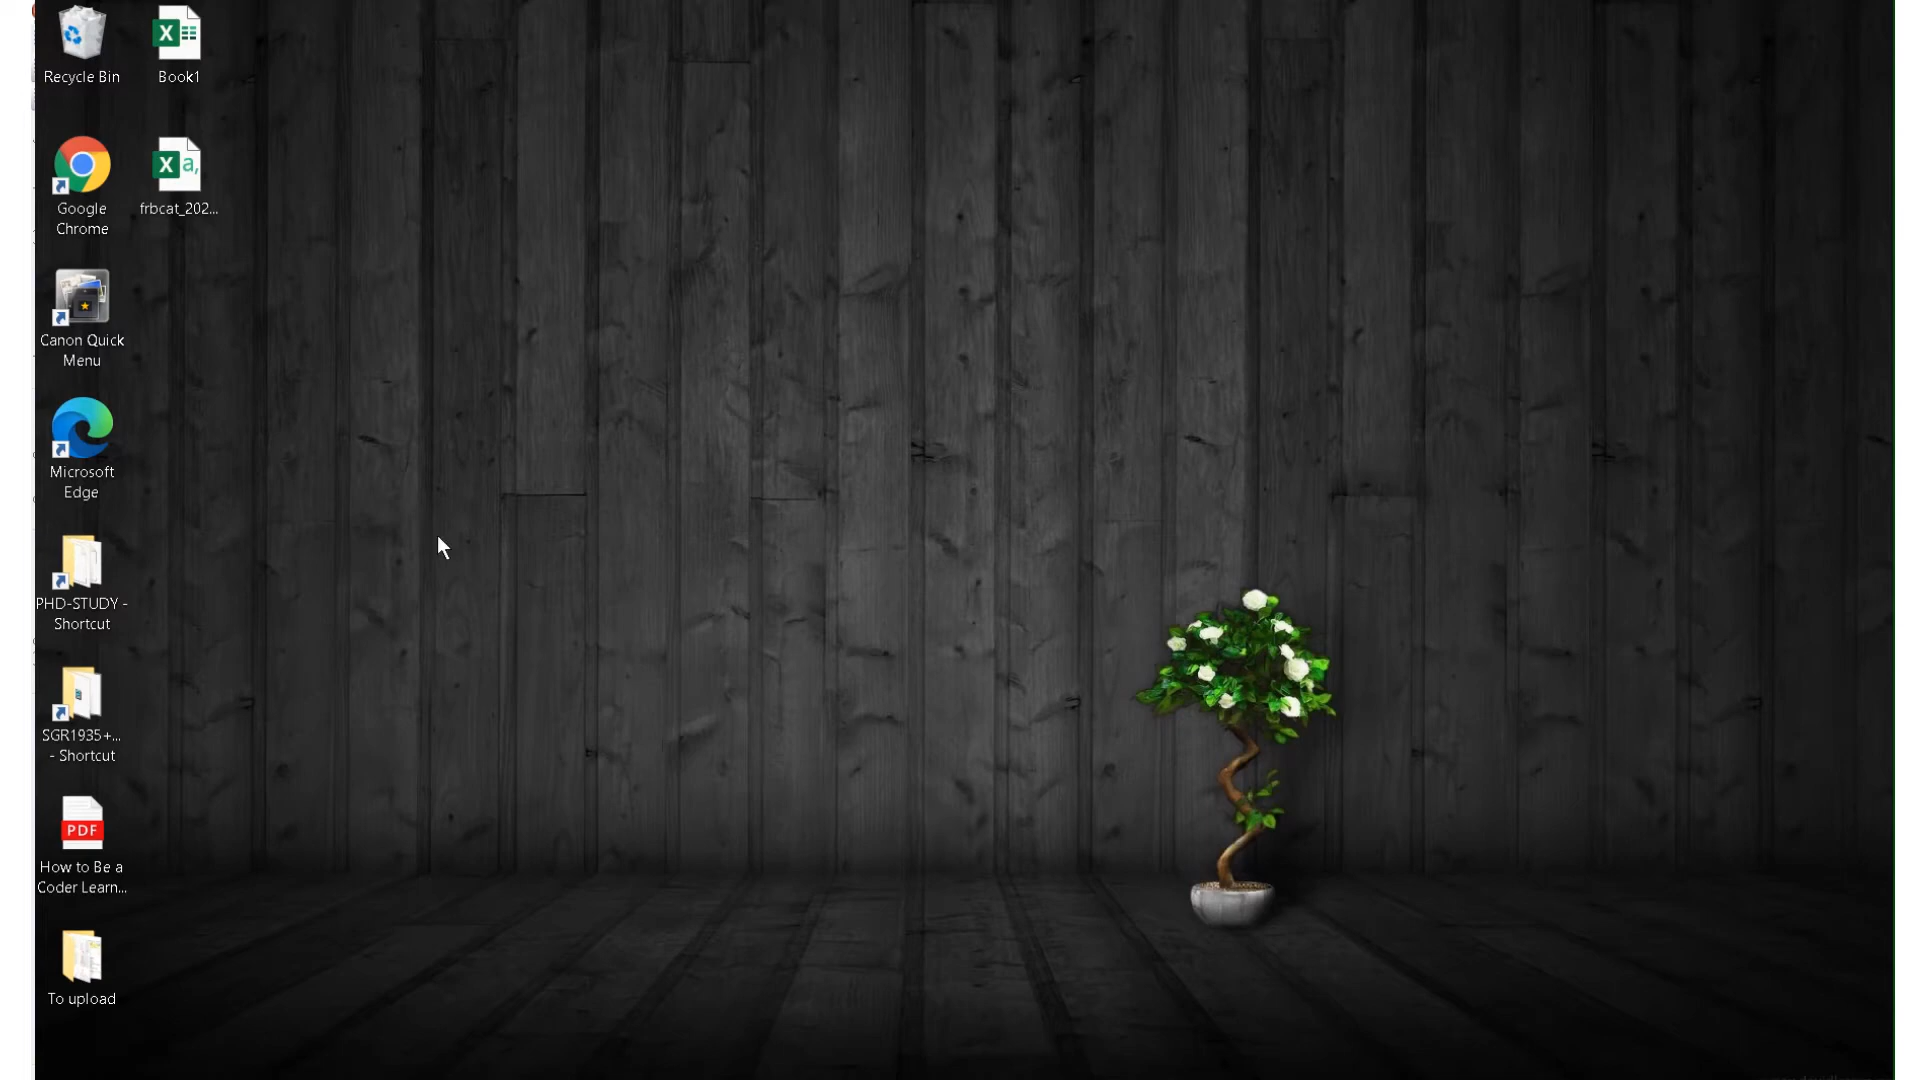 Recycle Bin
Book1
Google
Chrome
frbcat_202...
Canon Quick
Menu
Microsoft
Edge
PHD-STUDY -
Shortcut
SGR1935+...
- Shortcut
PDF
How to Be a
Coder Learn...
To upload